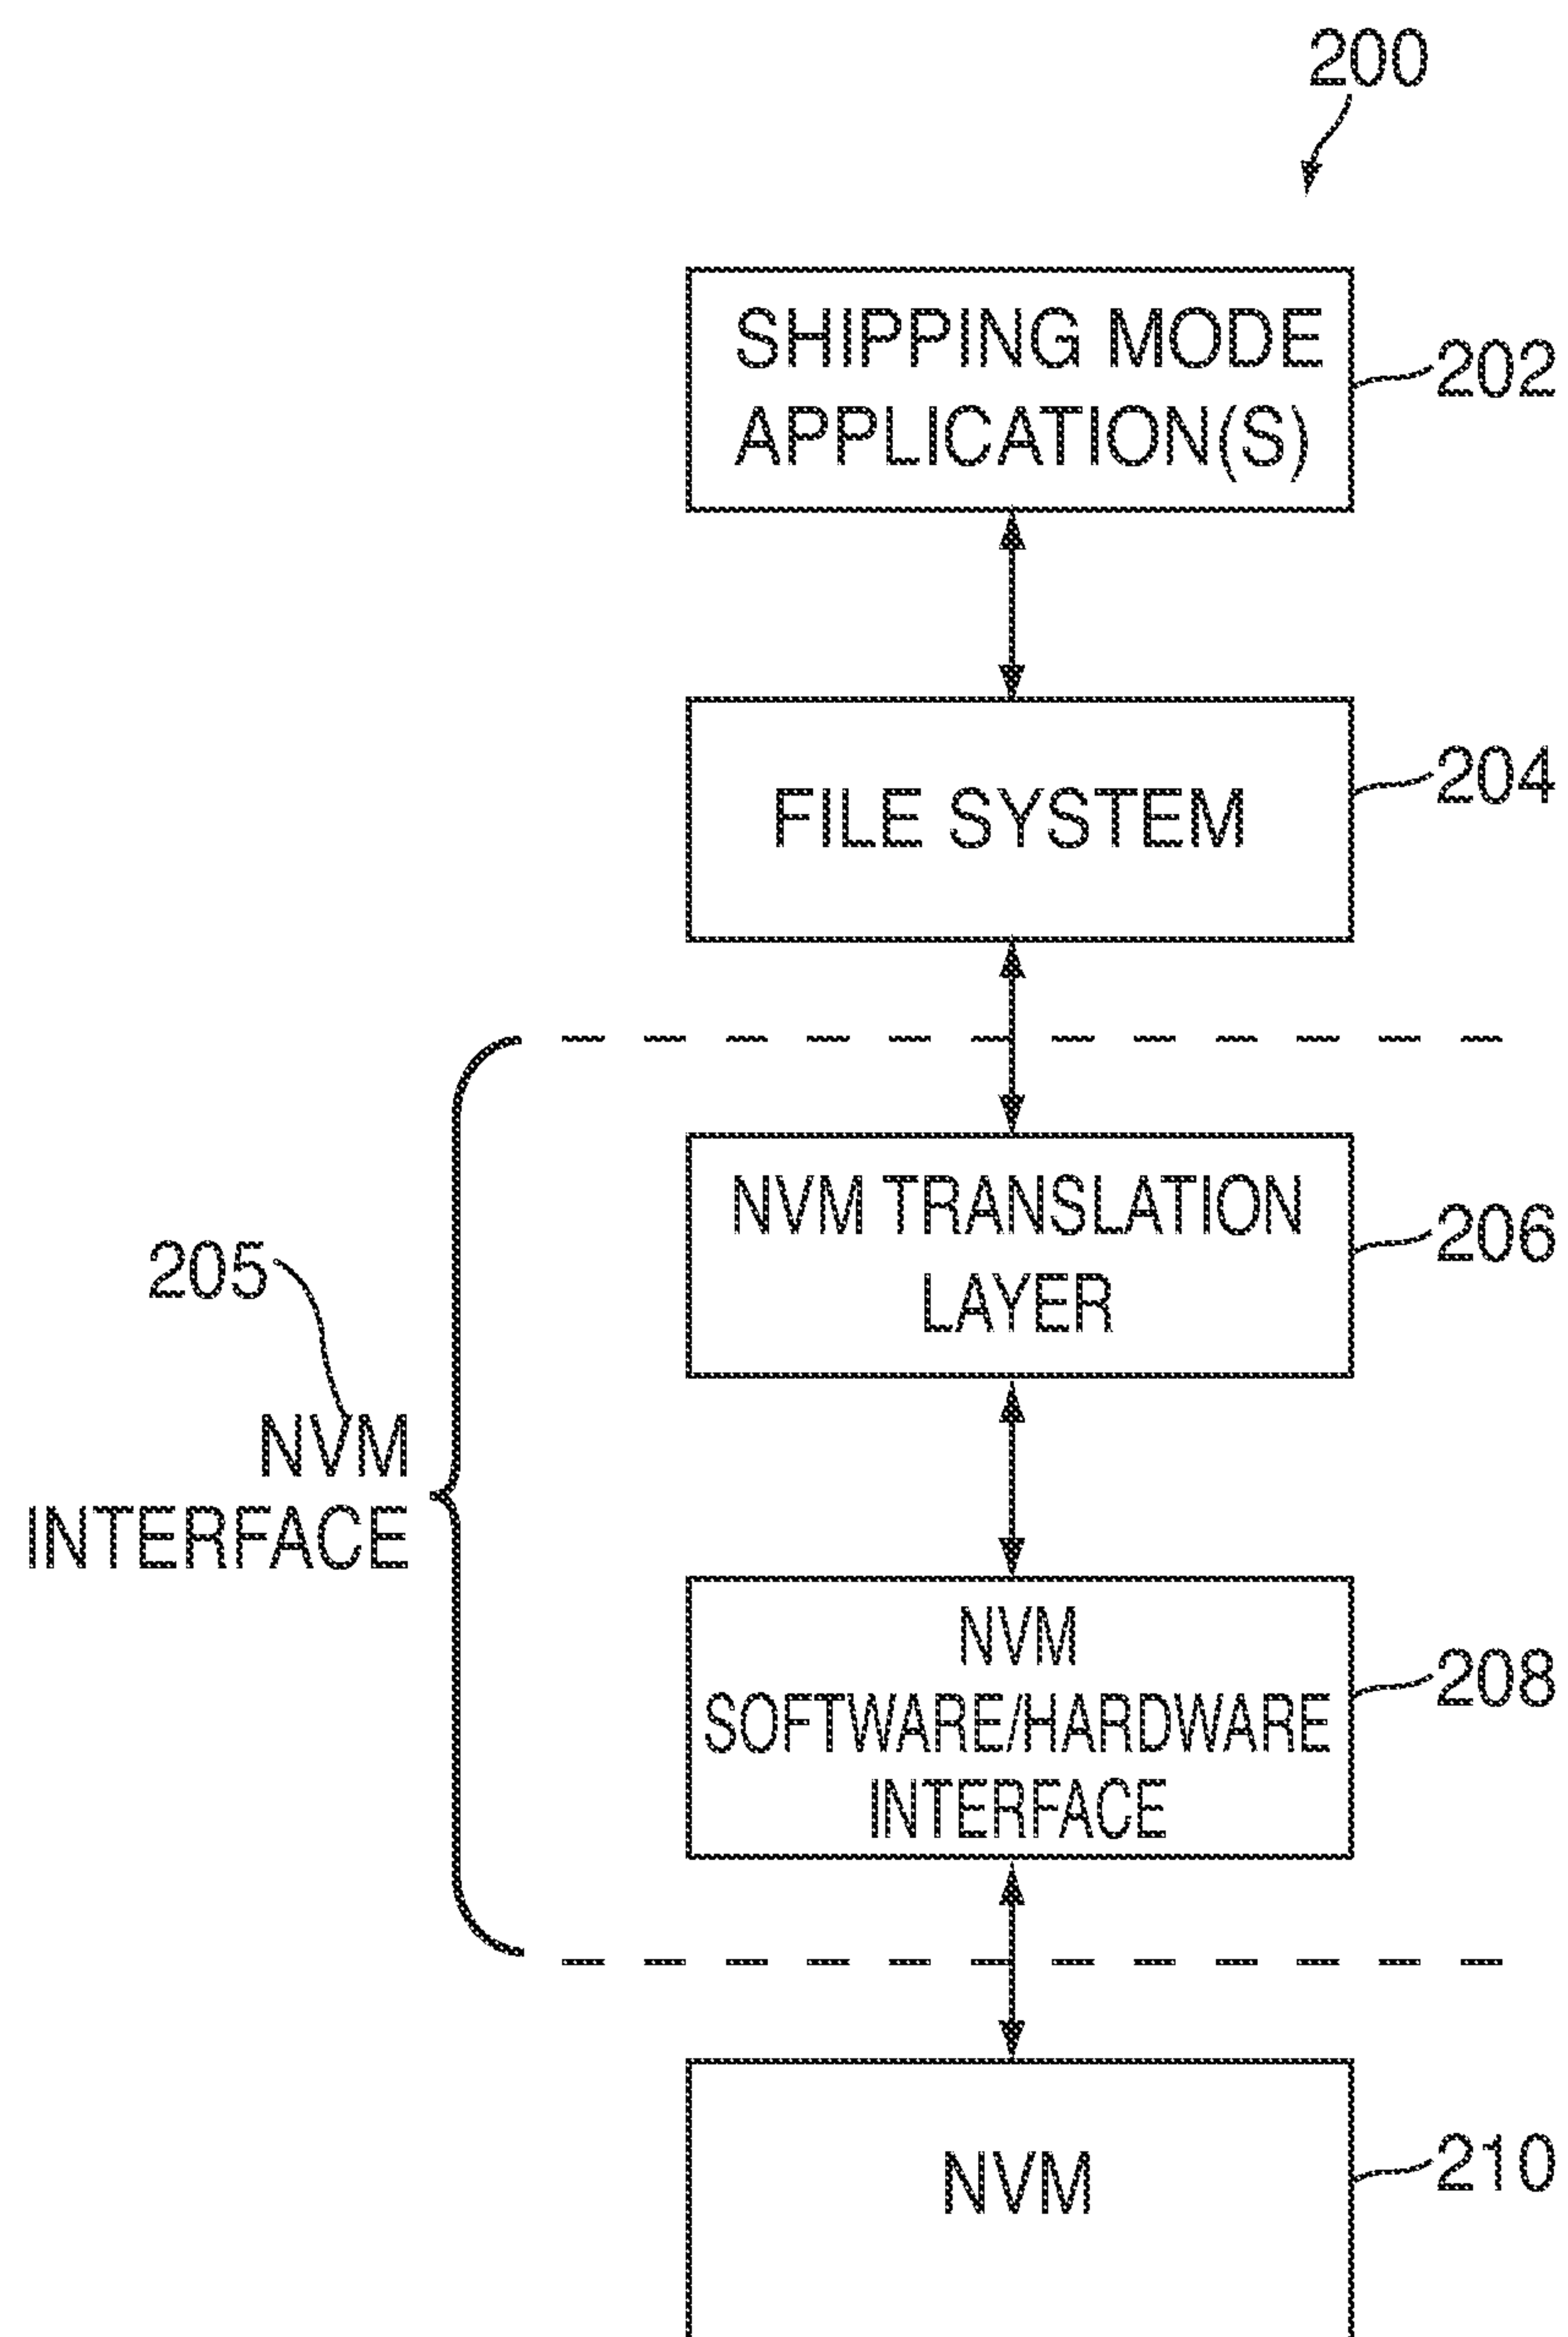 200
SHIPPING MODE
APPLICATION(S)
202
FILE SYSTEM
204
NVM TRANSLATION
LAYER
206
205
NVM
INTERFACE
NVM
SOFTWARE/HARDWARE
INTERFACE
208
NVM
210